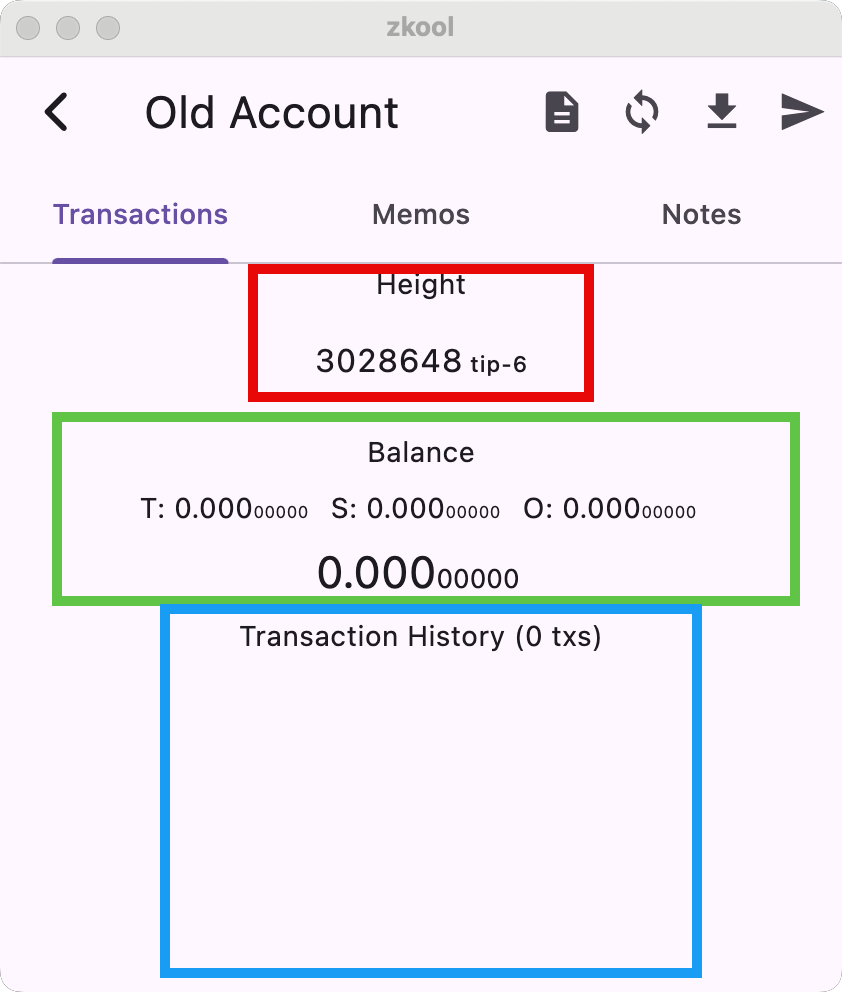 zkool
Old Account
Transactions Memos Notes
Height
3028648 tip-6
Balance
T: 0.00000000 S: 0.00000000 O: 0.00000000
0.00000000
Transaction History (0 txs)